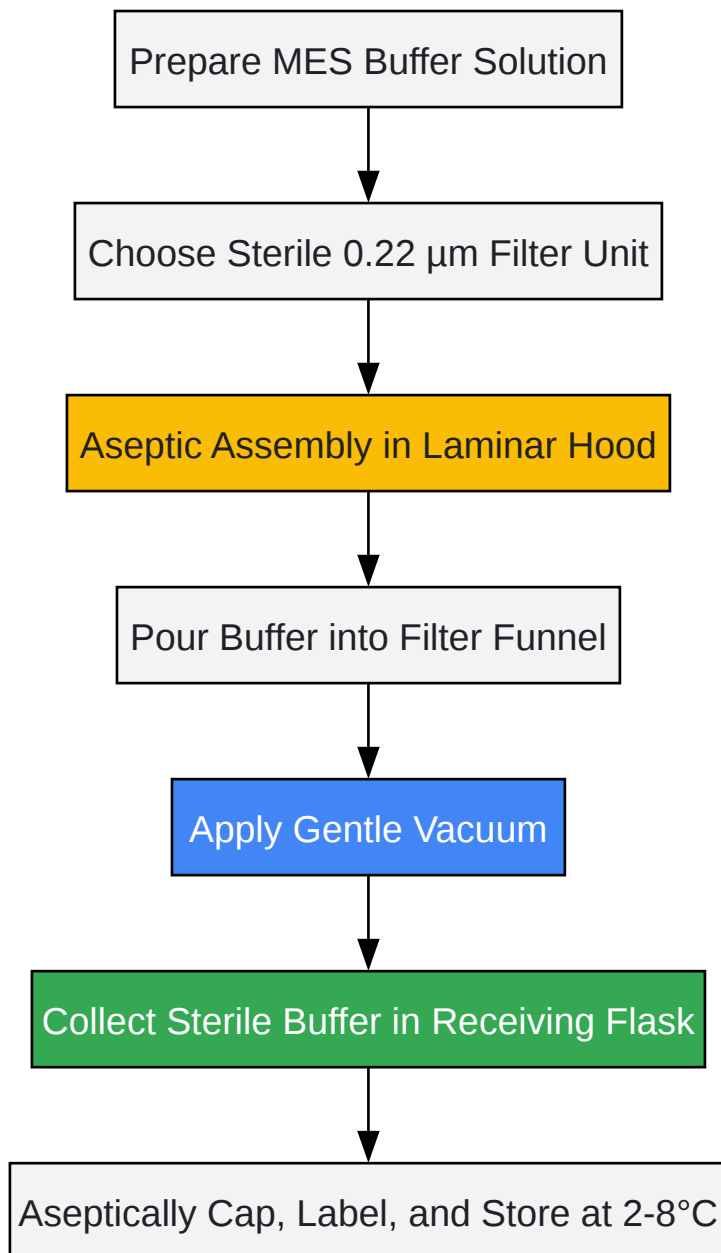 Prepare MES Buffer Solution
Choose Sterile 0.22 µm Filter Unit
Aseptic Assembly in Laminar Hood
Pour Buffer into Filter Funnel
Apply Gentle Vacuum
Collect Sterile Buffer in Receiving Flask
Aseptically Cap, Label, and Store at 2-8°C